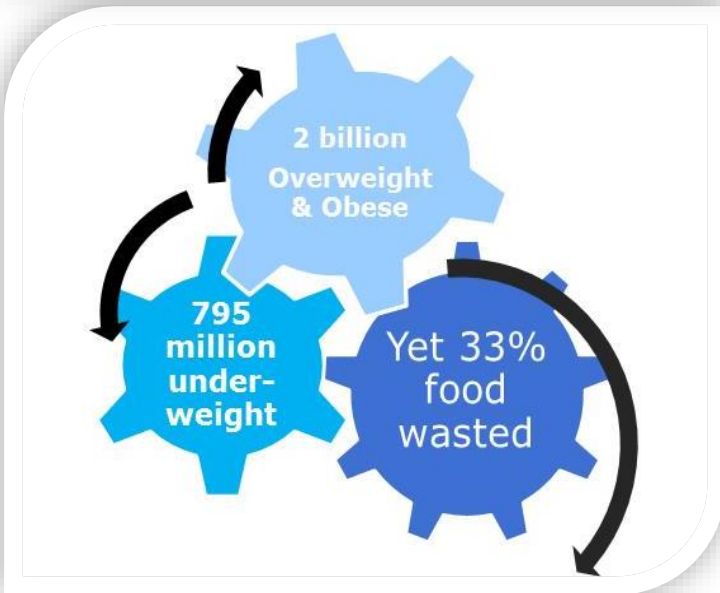 2 billion
Overweight
& Obese
795
million
under-
weight
Yet 33%
food
wasted